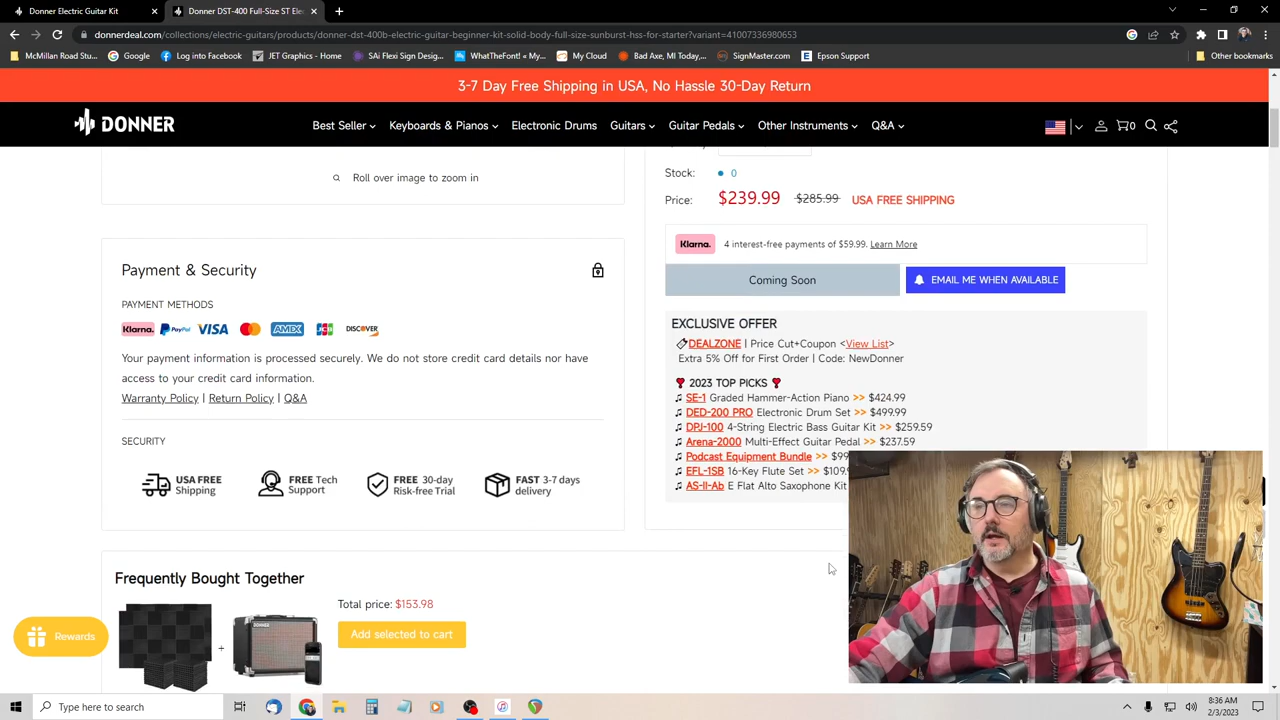 Donner Electric Guitar Kit
Donner DST-400 Full-Size ST Ele
donnerdeal.com/collections/electric-guitars/products/donner-dst-400b-electric-guitar-beginner-kit-solid-body-full-size-sunburst-hss-for-starter?variant=41007336980653
McMillan Road St...
Google
Log into Facebook
JET Graphics - Home
SAi Flexi Sign Desig...
WhatTheFont! « My...
My Cloud
Bad Axe, MI Today,...
SignMaster.com
Epson Support
Other bookmarks
3-7 Day Free Shipping in USA, No Hassle 30-Day Return
DONNER
Best Seller
Keyboards & Pianos
Electronic Drums
Guitars
Guitar Pedals
Other Instruments
Q&A
0
Roll over image to zoom in
Stock: 0
Price: $239.99 $285.99 USA FREE SHIPPING
Klarna. 4 interest-free payments of $59.99. Learn More
Coming Soon
EMAIL ME WHEN AVAILABLE
EXCLUSIVE OFFER
DEALZONE | Price Cut+Coupon <View List>
Extra 5% Off for First Order | Code: NewDonner
2023 TOP PICKS
SE-1 Graded Hammer-Action Piano >> $424.99
DED-200 PRO Electronic Drum Set >> $499.99
DPJ-100 4-String Electric Bass Guitar Kit >> $259.59
Arena-2000 Multi-Effect Guitar Pedal >> $237.59
Podcast Equipment Bundle >> $99
EFL-1SB 16-Key Flute Set >> $109.9
AS-II-Ab E Flat Alto Saxophone Kit
Payment & Security
PAYMENT METHODS
Klarna. PayPal VISA AMEX JCB DISCOVER
Your payment information is processed securely. We do not store credit card details nor have
access to your credit card information.
Warranty Policy | Return Policy | Q&A
SECURITY
USA FREE
Shipping
FREE Tech
Support
FREE 30-day
Risk-free Trial
FAST 3-7 days
delivery
Frequently Bought Together
Total price: $153.98
Add selected to cart
+
Rewards
Type here to search
8:36 AM
2/3/2023